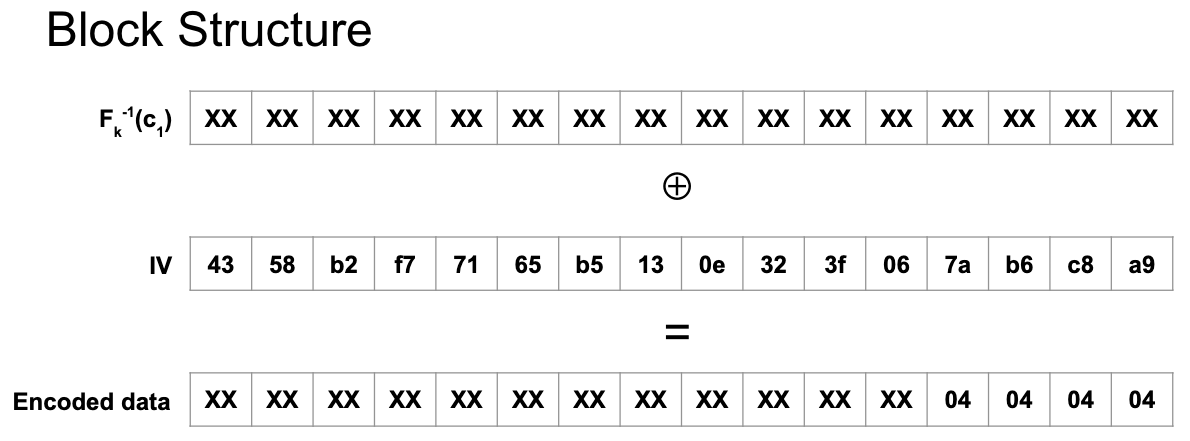 Block Structure
Fₖ⁻¹(c₁) XX XX XX XX XX XX XX XX XX XX XX XX XX XX XX XX
⊕
IV 43 58 b2 f7 71 65 b5 13 0e 32 3f 06 7a b6 c8 a9
=
Encoded data XX XX XX XX XX XX XX XX XX XX XX XX 04 04 04 04